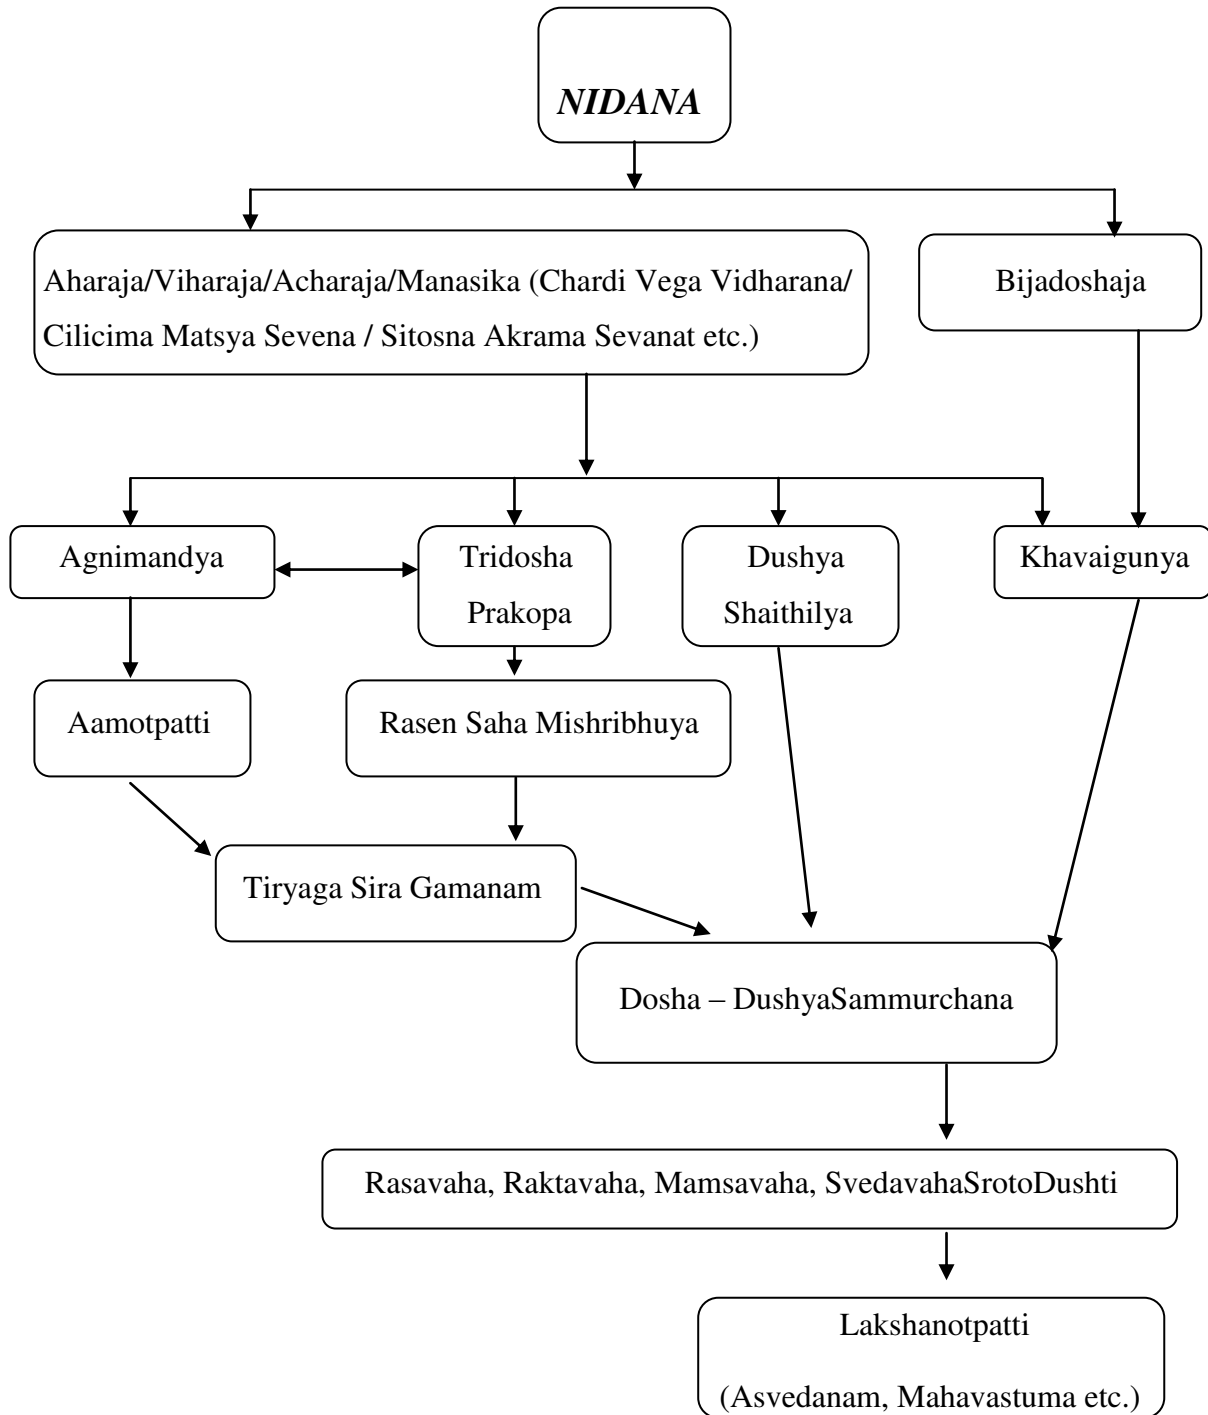 NIDANA
Aharaja/Viharaja/Acharaja/Manasika (Chardi Vega Vidharana/
Cilicima Matsya Sevena / Sitosna Akrama Sevanat etc.)
Bijadoshaja
Agnimandya
Tridosha
Prakopa
Dushya
Shaithilya
Khavaigunya
Aamotpatti
Rasen Saha Mishribhuya
Tiryaga Sira Gamanam
Dosha – DushyaSammurchana
Rasavaha, Raktavaha, Mamsavaha, SvedavahaSrotoDushti
Lakshanotpatti
(Asvedanam, Mahavastuma etc.)